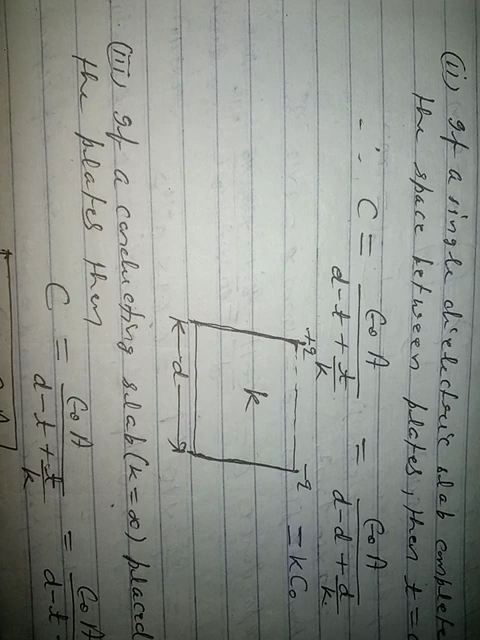 (ii) If a single dielectric slab complet
the space between plates, then t =
∴ C = ϵ₀A / (d-t+t/k) = ϵ₀A / (d-d+d/k)
= kC₀
+q -q
k
k-d-→
(iii) If a conducting slab (k=∞) placed
the plates then
C = ϵ₀A / (d-t+t/k) = ϵ₀A / (d-t-